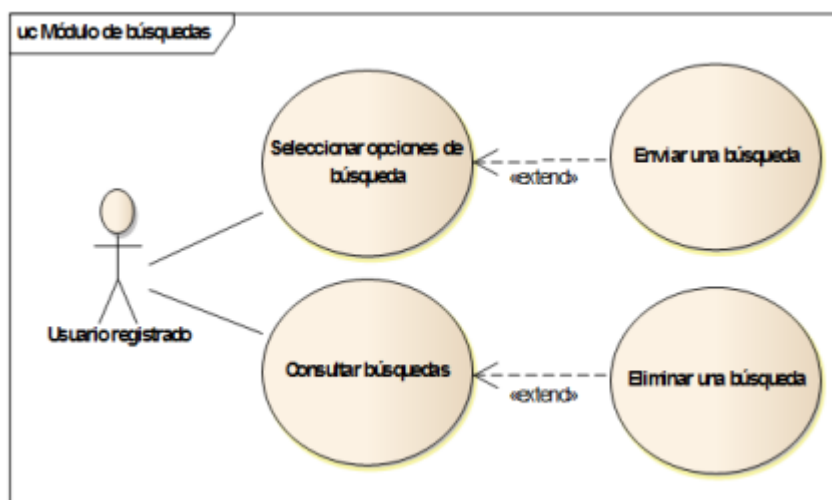 uc Módulo de búsquedas
Seleccionar opciones de
búsqueda
Enviar una búsqueda
«extend»
Usuario registrado
Consultar búsquedas
Eliminar una búsqueda
«extend»